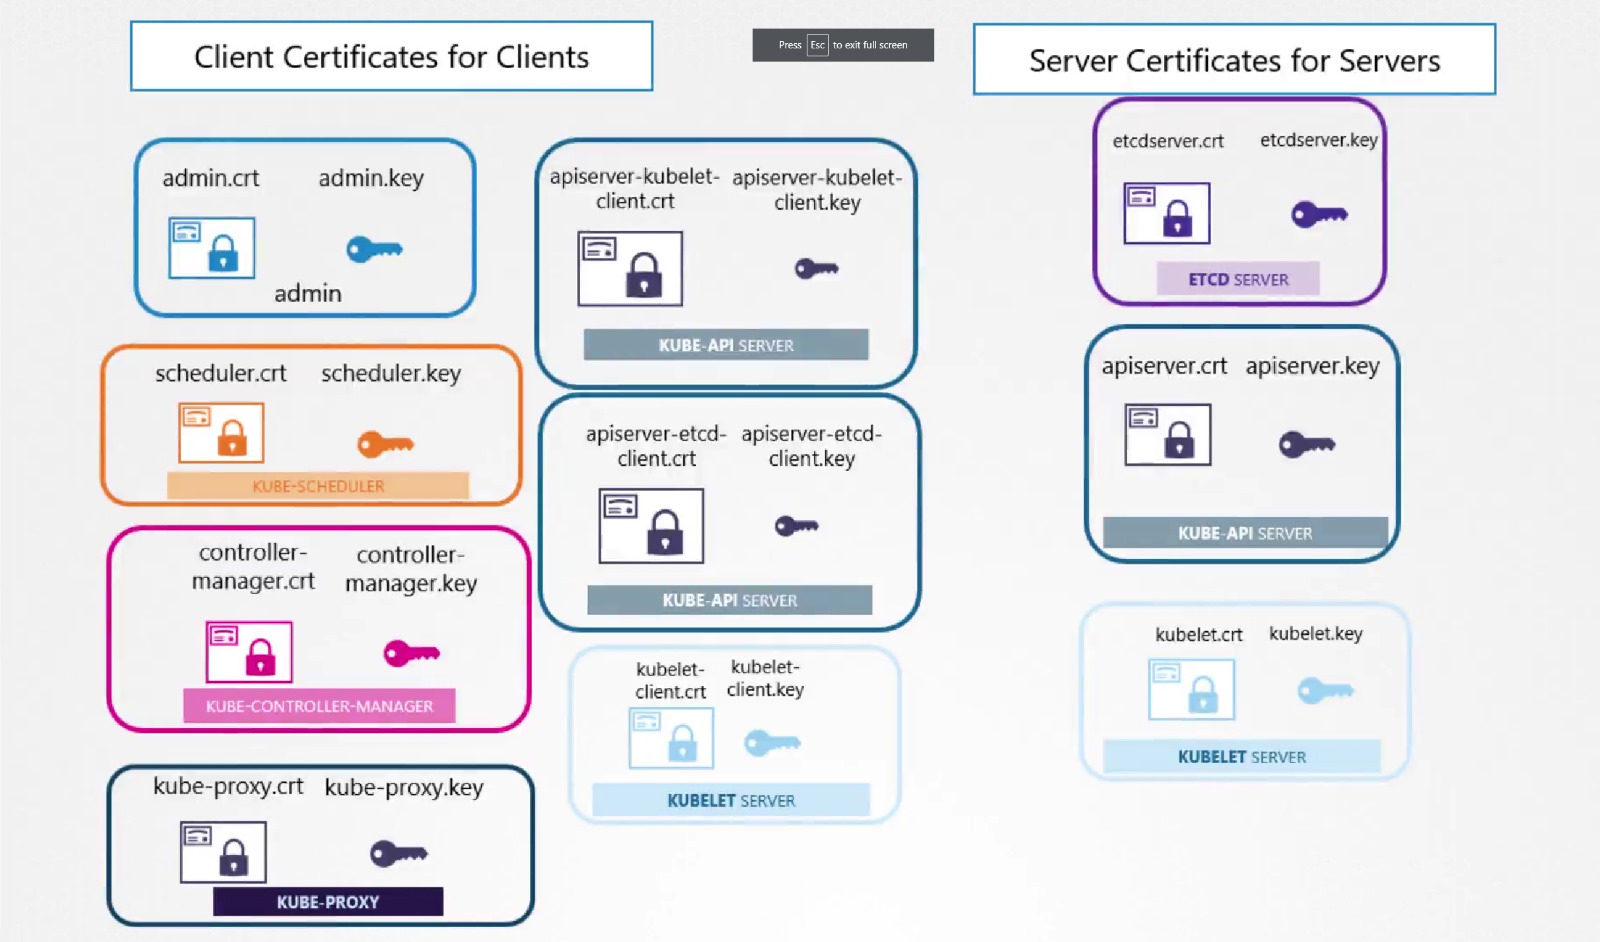 Client Certificates for Clients
Press Esc to exit full screen
Server Certificates for Servers
admin.crt admin.key
admin
scheduler.crt scheduler.key
KUBE-SCHEDULER
controller-
manager.crt
controller-
manager.key
KUBE-CONTROLLER-MANAGER
kube-proxy.crt kube-proxy.key
KUBE-PROXY
apiserver-kubelet-
client.crt
apiserver-kubelet-
client.key
KUBE-API SERVER
apiserver-etcd-
client.crt
apiserver-etcd-
client.key
KUBE-API SERVER
kubelet-
client.crt
kubelet-
client.key
KUBELET SERVER
etcdserver.crt etcdserver.key
ETCD SERVER
apiserver.crt apiserver.key
KUBE-API SERVER
kubelet.crt kubelet.key
KUBELET SERVER